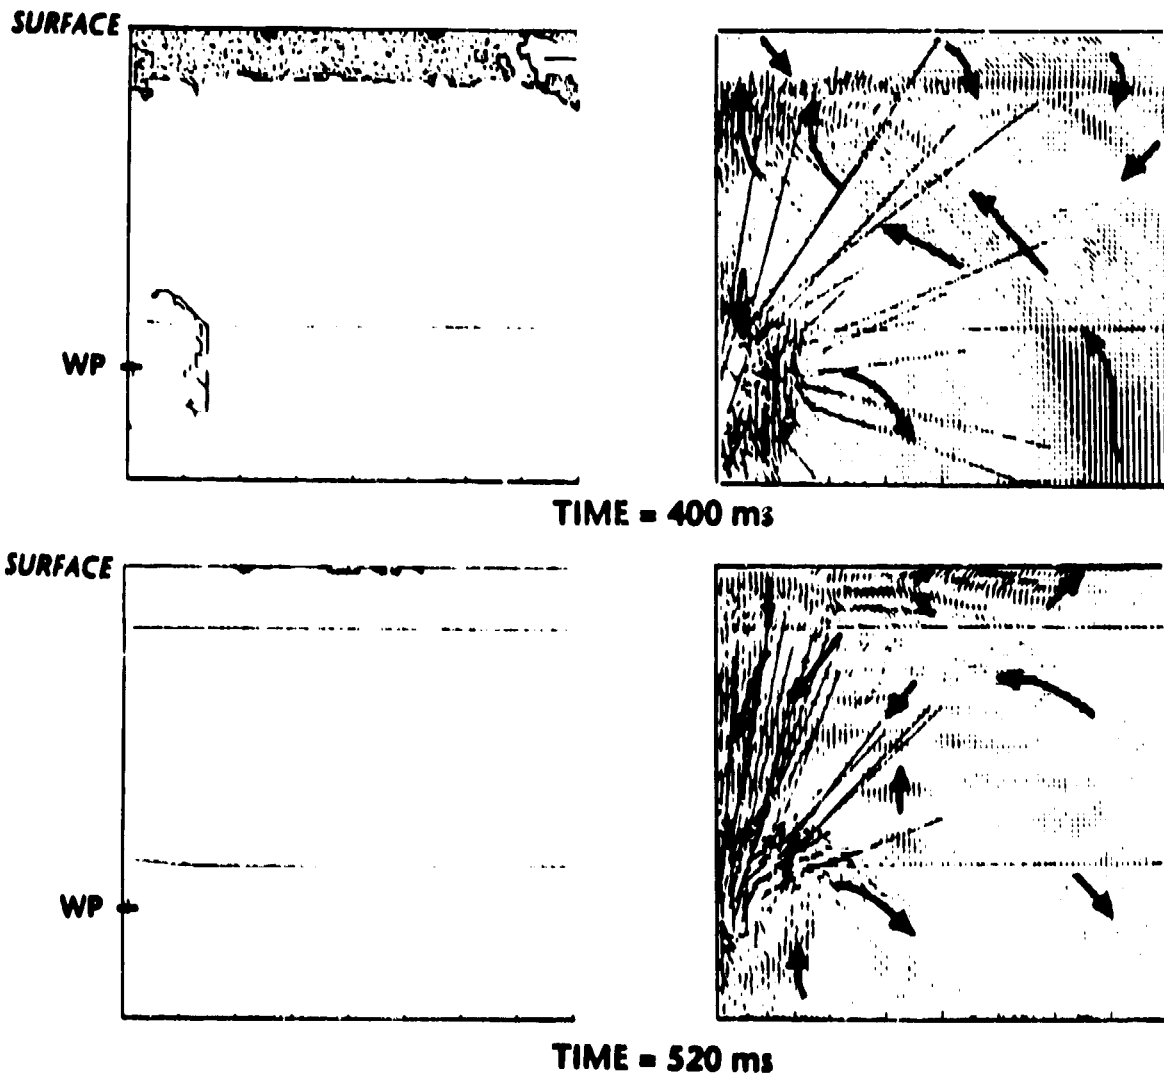 SURFACE
WP
TIME = 400 ms
SURFACE
WP
TIME = 520 ms